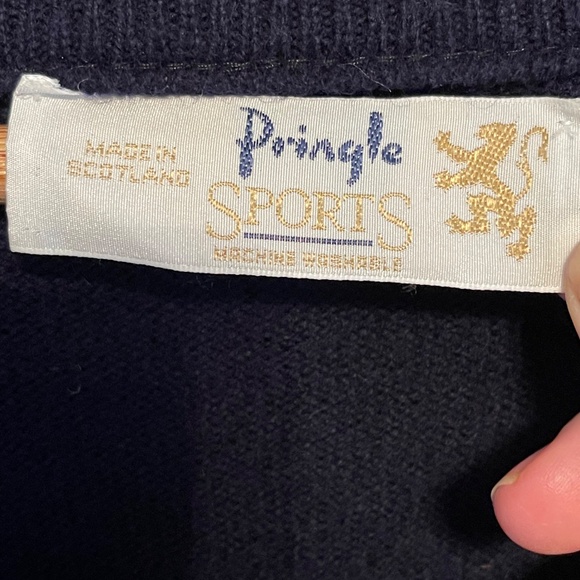 MADE IN
SCOTLAND
Pringle
SPORTS
MACHINE WASHABLE